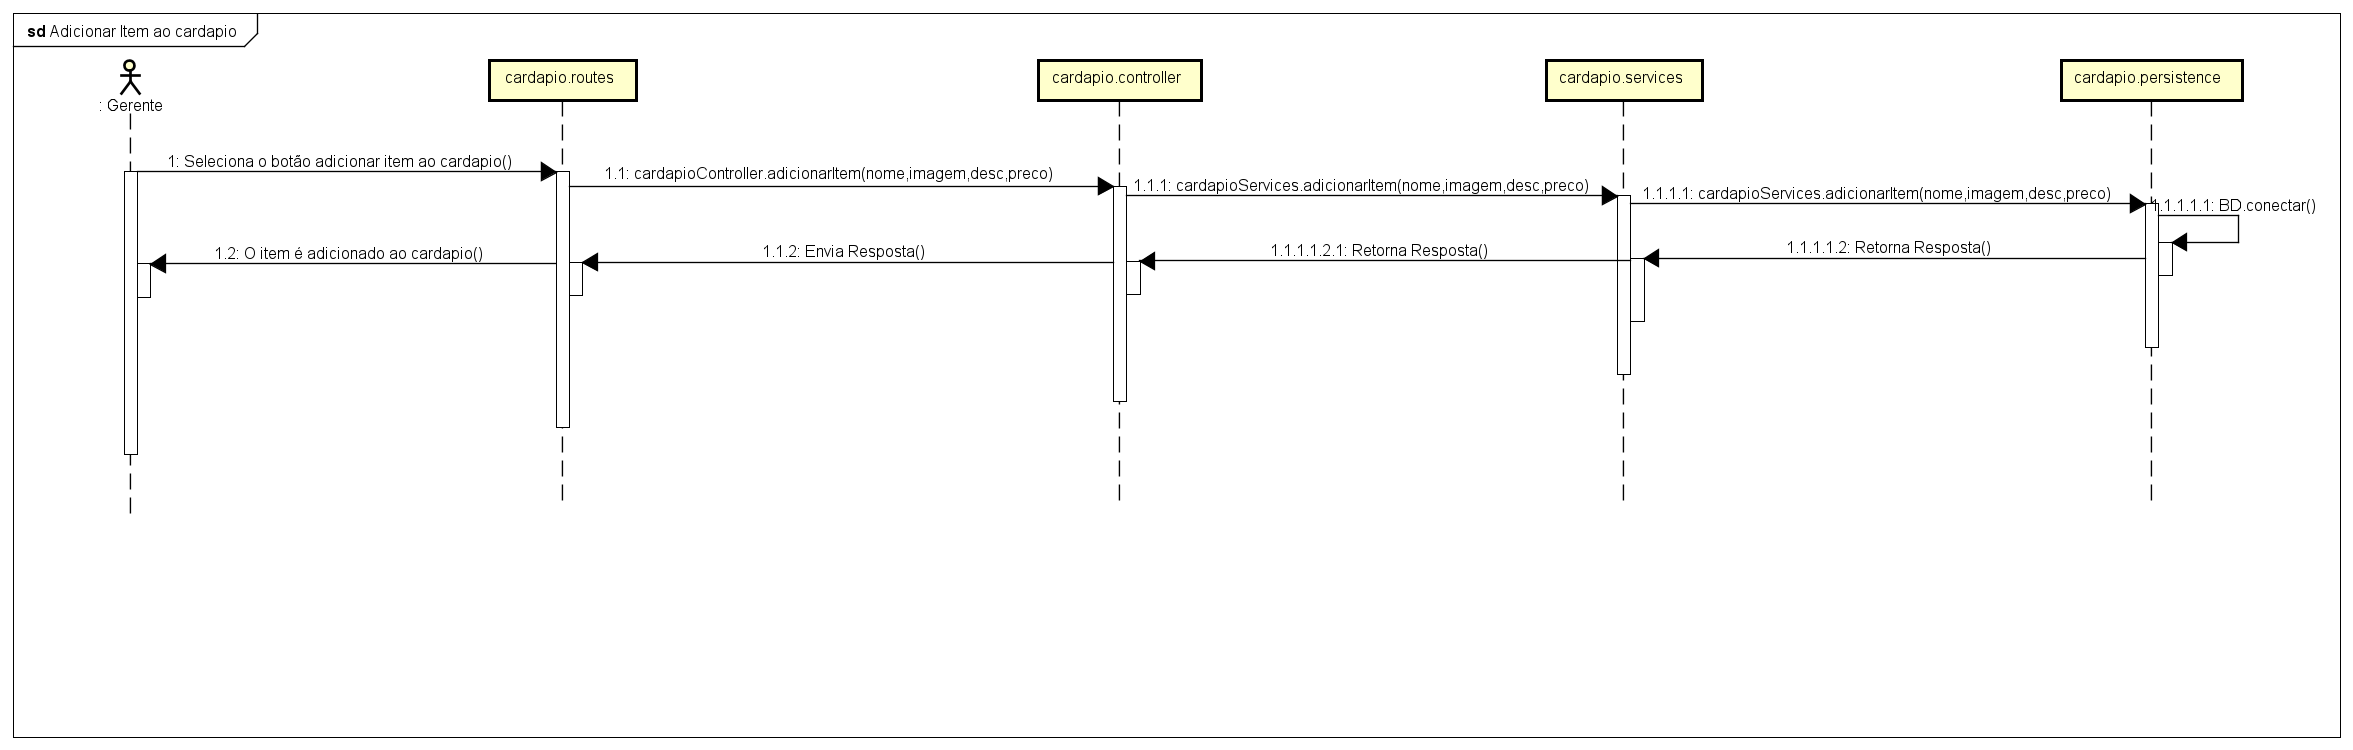 sd Adicionar Item ao cardapio
: Gerente
cardapio.routes
cardapio.controller
cardapio.services
cardapio.persistence
1: Seleciona o botão adicionar item ao cardapio()
1.1: cardapioController.adicionarItem(nome,imagem,desc,preco)
1.1.1: cardapioServices.adicionarItem(nome,imagem,desc,preco)
1.1.1.1: cardapioServices.adicionarItem(nome,imagem,desc,preco)
1.1.1.1.1: BD.conectar()
1.2: O item é adicionado ao cardapio()
1.1.2: Envia Resposta()
1.1.1.1.2.1: Retorna Resposta()
1.1.1.1.2: Retorna Resposta()